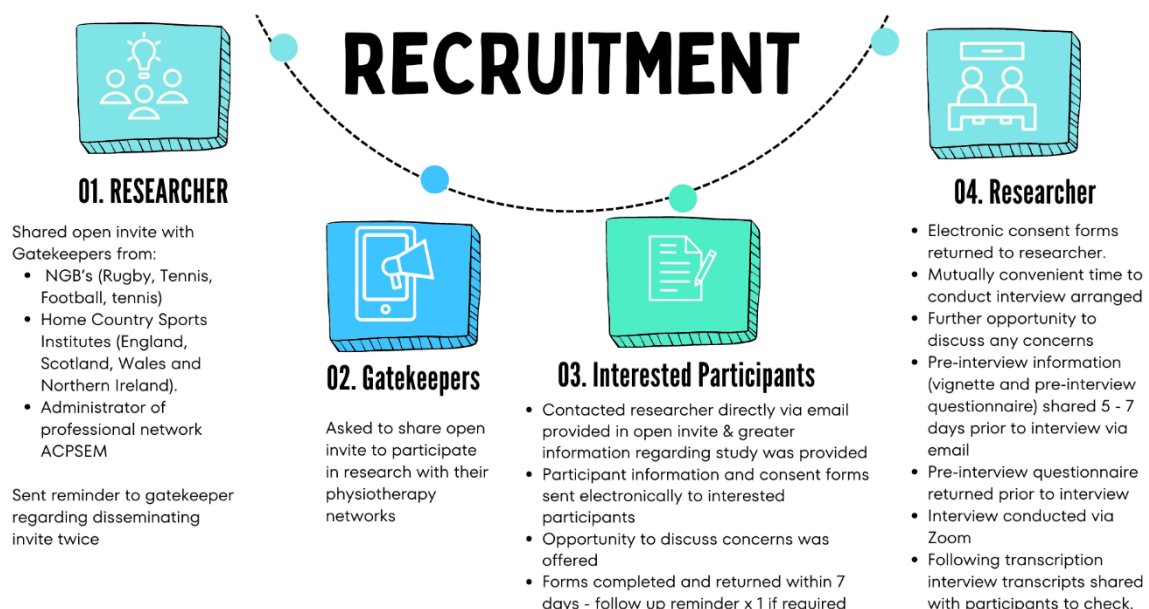 RECRUITMENT
01. RESEARCHER
Shared open invite with
Gatekeepers from:
• NGB's (Rugby, Tennis,
Football, tennis)
• Home Country Sports
Institutes (England,
Scotland, Wales and
Northern Ireland).
• Administrator of
professional network
ACPSEM
Sent reminder to gatekeeper
regarding disseminating
invite twice
02. Gatekeepers
Asked to share open
invite to participate
in research with their
physiotherapy
networks
03. Interested Participants
• Contacted researcher directly via email
provided in open invite & greater
information regarding study was provided
• Participant information and consent forms
sent electronically to interested
participants
• Opportunity to discuss concerns was
offered
• Forms completed and returned within 7
days - follow up reminder x 1 if required
04. Researcher
• Electronic consent forms
returned to researcher.
• Mutually convenient time to
conduct interview arranged
• Further opportunity to
discuss any concerns
• Pre-interview information
(vignette and pre-interview
questionnaire) shared 5 - 7
days prior to interview via
email
• Pre-interview questionnaire
returned prior to interview
• Interview conducted via
Zoom
• Following transcription
interview transcripts shared
with participants to check.